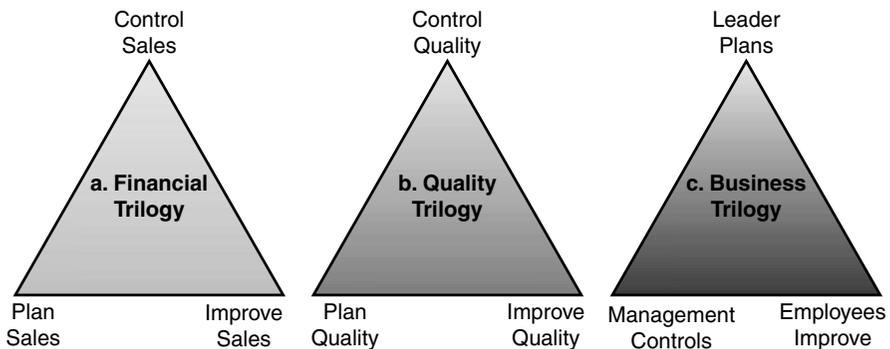 Control
Sales
a. Financial
Trilogy
Plan
Sales
Improve
Sales
Control
Quality
b. Quality
Trilogy
Plan
Quality
Improve
Quality
Leader
Plans
c. Business
Trilogy
Management
Controls
Employees
Improve